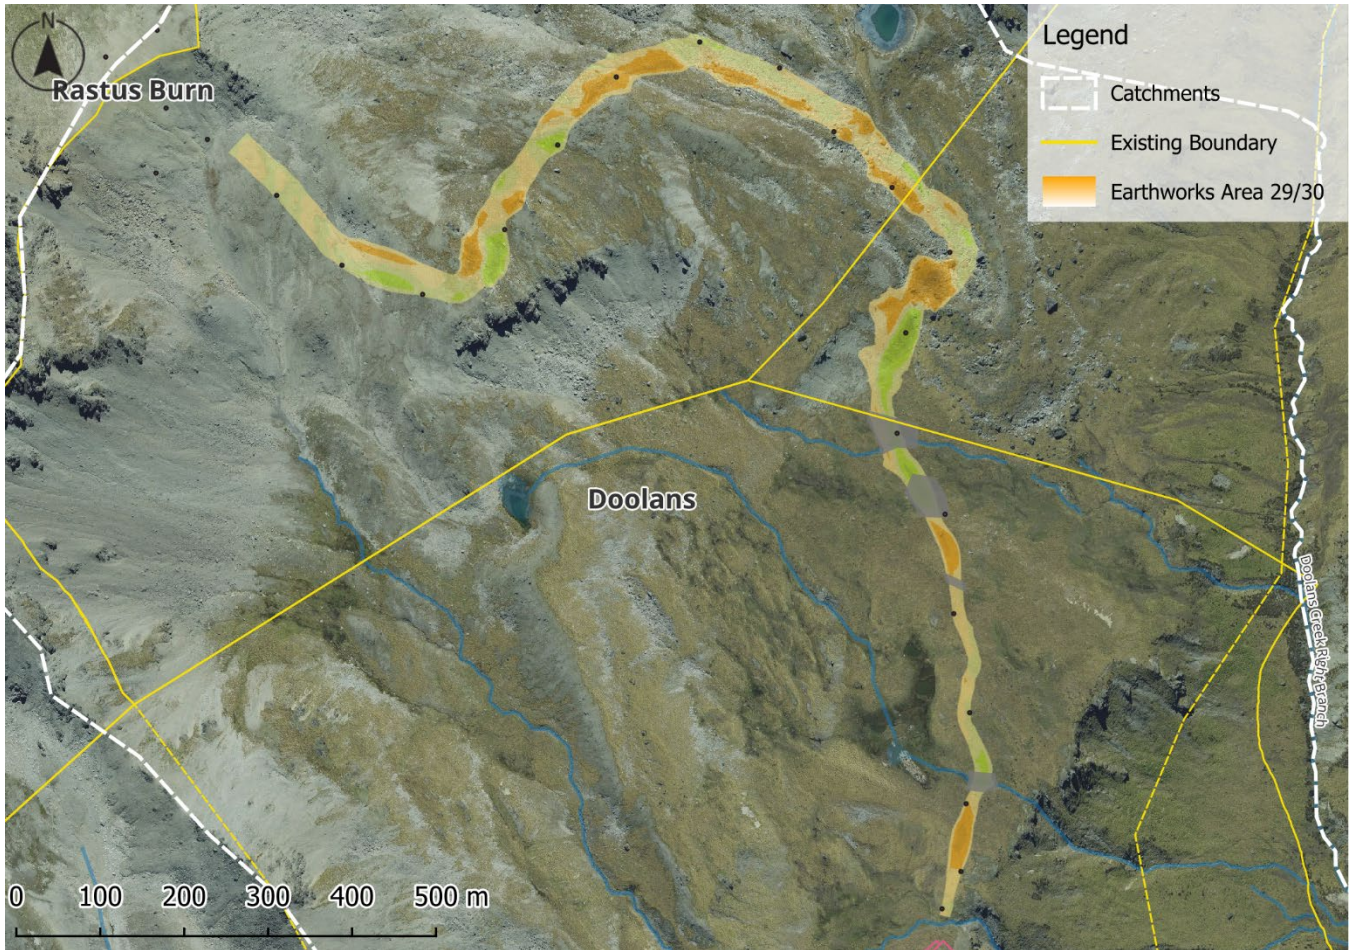 N
Rastus Burn
Legend
Catchments
Existing Boundary
Earthworks Area 29/30
Doolans
Doolans Creek Right Branch
0 100 200 300 400 500 m